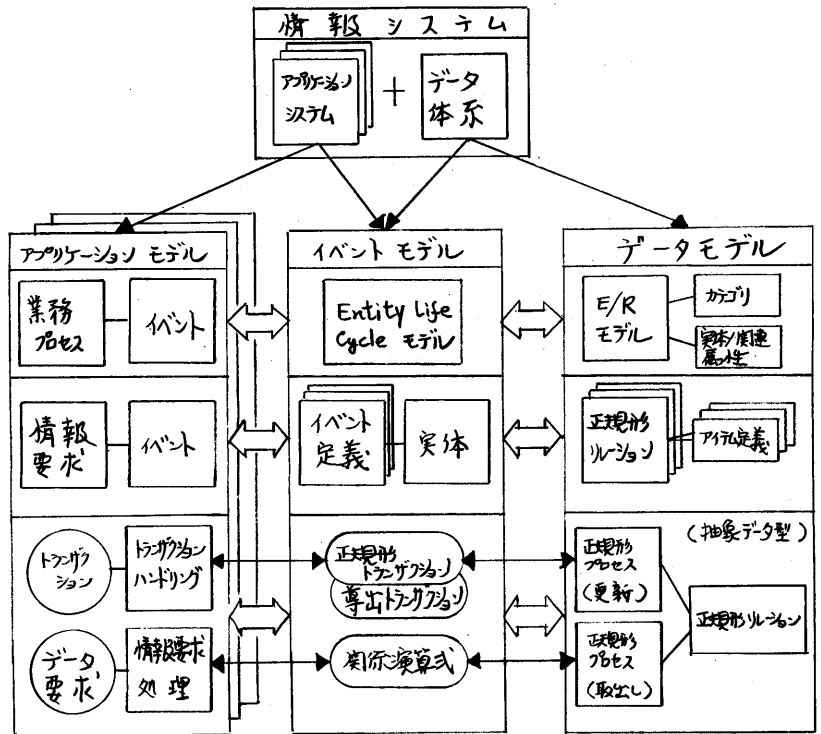 情報システム
アプリケーション
システム
+
データ
体系
アプリケーション モデル
業務
プロセス
イベント
情報
要求
イベント
トランザク
ション
トランザクション
ハンドリング
データ
要求
情報要求
処理
イベント モデル
Entity Life
Cycle モデル
イベント
定義
実体
正規形
トランザクション
導出トランザクション
関係演算式
データモデル
E/R
モデル
カテゴリ
実体/関連
属性
正規形
リレーション
アイテム定義
(抽象データ型)
正規形
プロセス
(更新)
正規形リレーション
正規形
プロセス
(取出し)